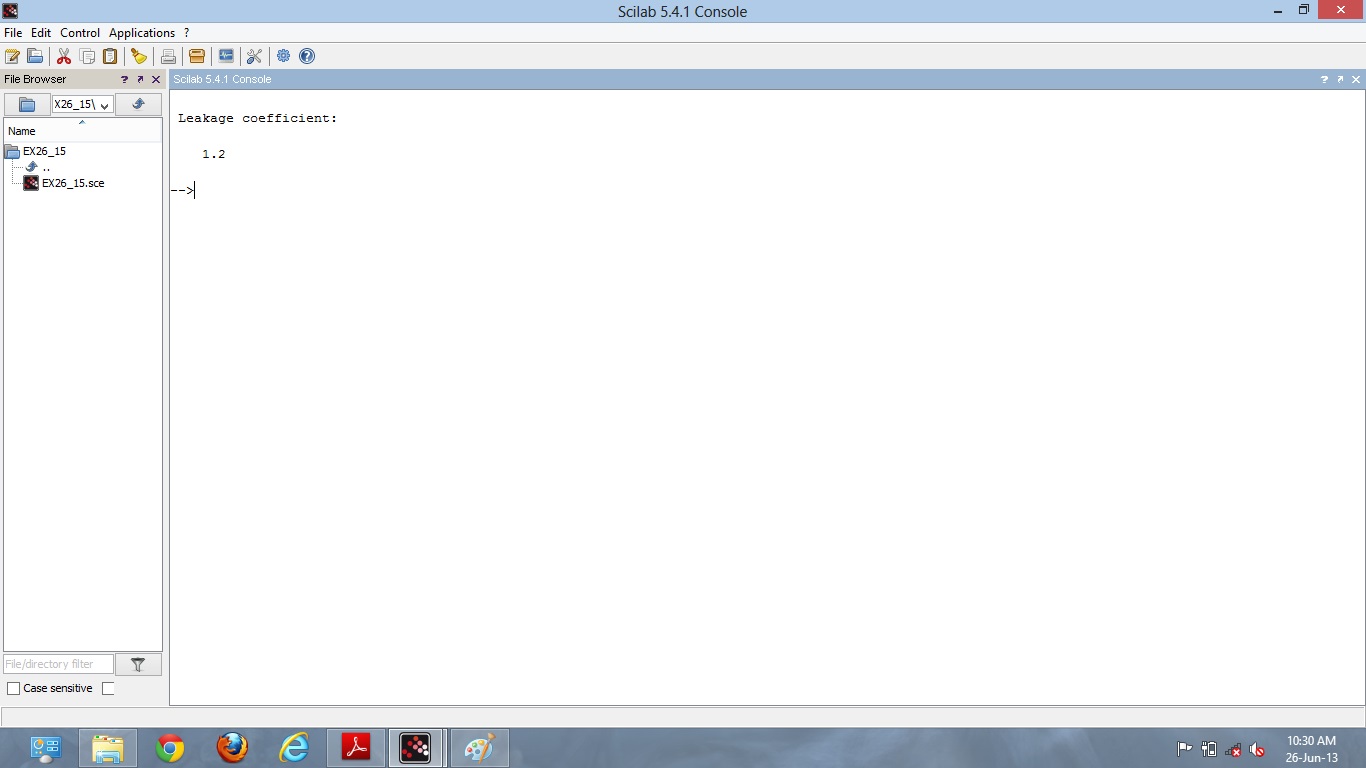 Scilab 5.4.1 Console
File Edit Control Applications ?
File Browser ? Scilab 5.4.1 Console ?
X26_15\
Name
EX26_15
..
EX26_15.sce
Leakage coefficient:
1.2
-->
File/directory filter
Case sensitive
10:30 AM
26-Jun-13